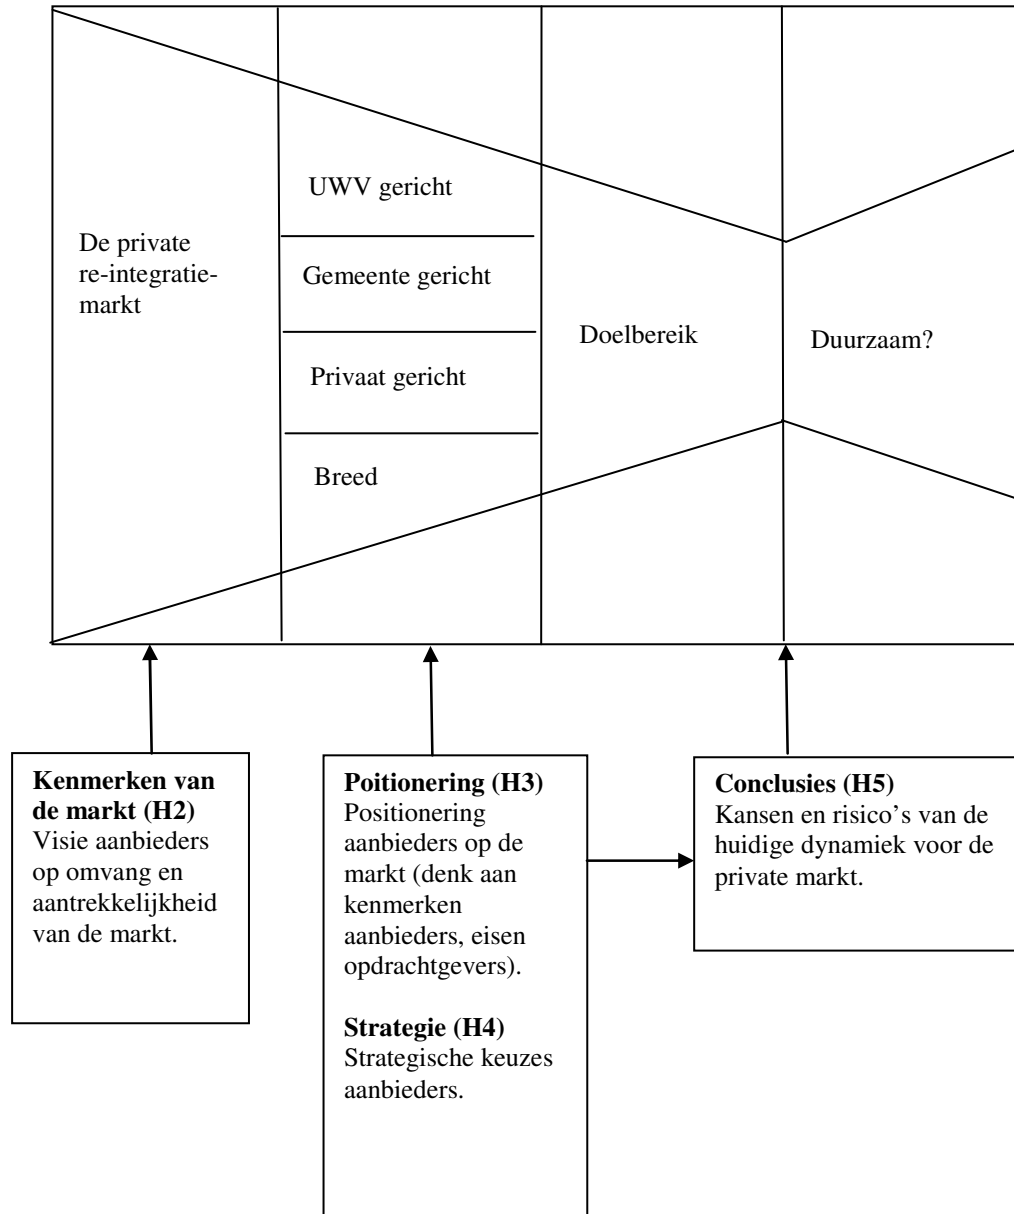 De private
re-integratie-
markt
UWV gericht
Gemeente gericht
Privaat gericht
Breed
Doelbereik
Duurzaam?
Kenmerken van
de markt (H2)
Visie aanbieders
op omvang en
aantrekkelijkheid
van de markt.
Poitionering (H3)
Positionering
aanbieders op de
markt (denk aan
kenmerken
aanbieders, eisen
opdrachtgevers).
Strategie (H4)
Strategische keuzes
aanbieders.
Conclusies (H5)
Kansen en risico’s van de
huidige dynamiek voor de
private markt.